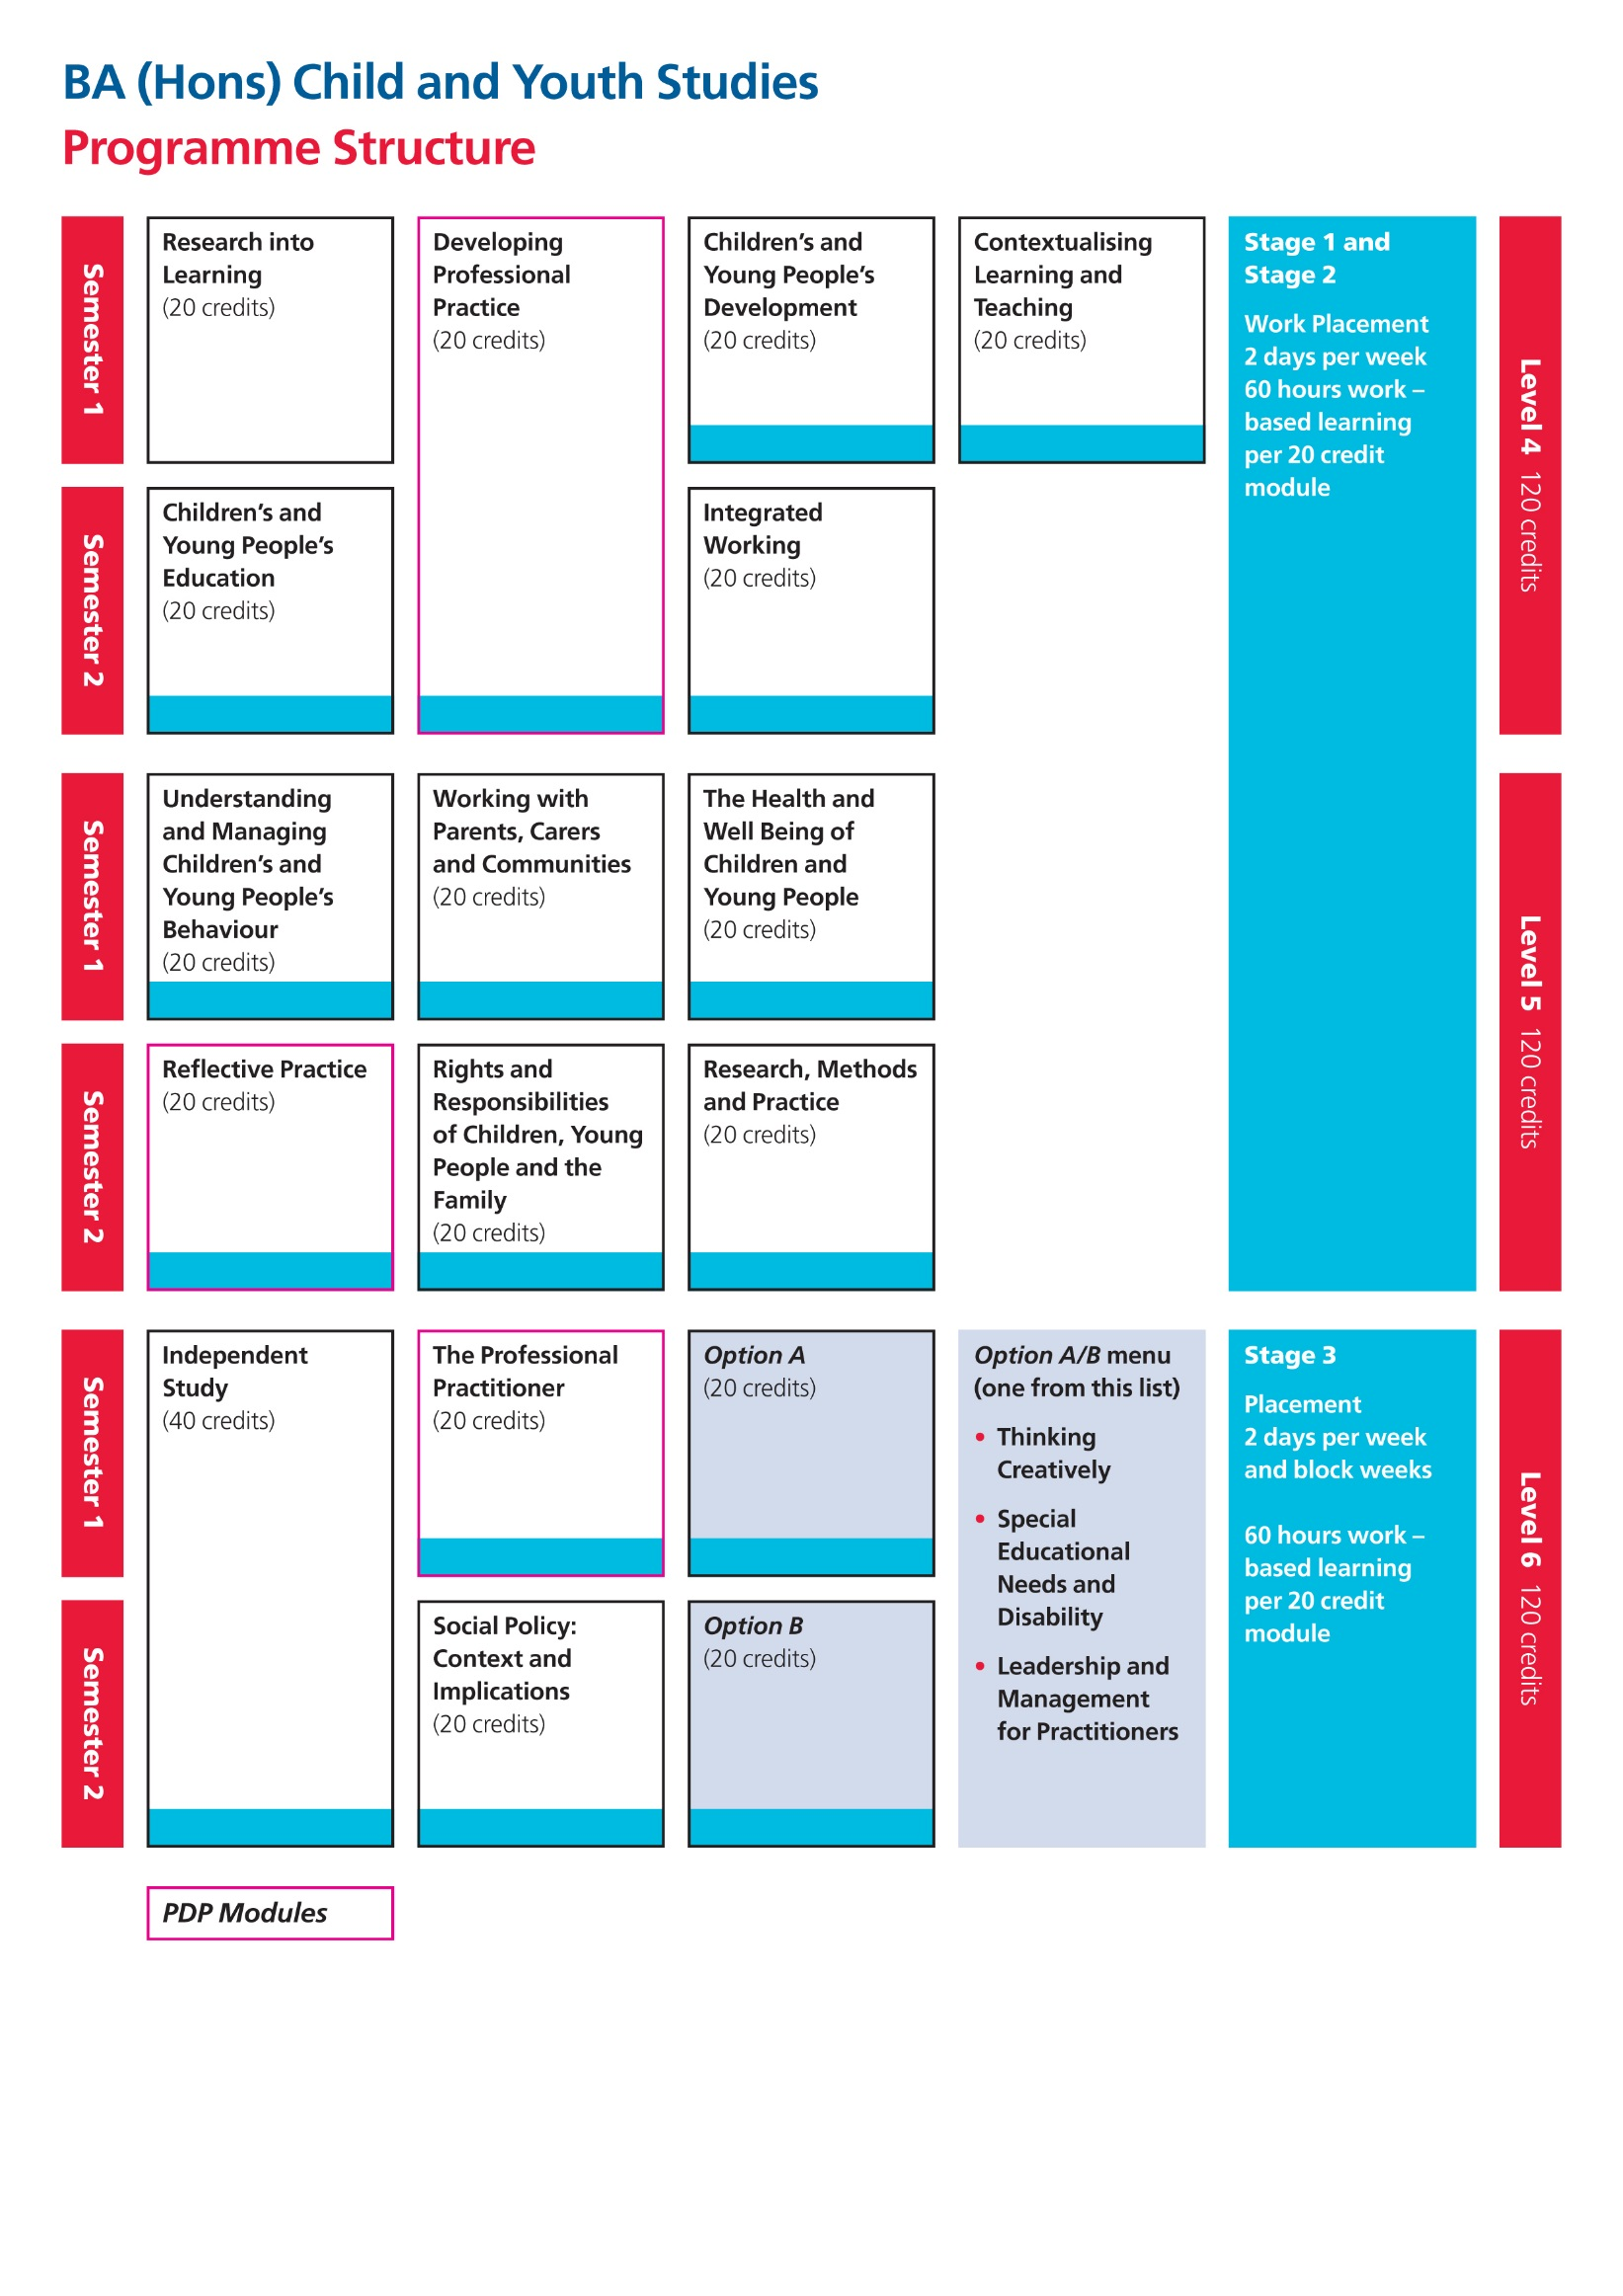 BA (Hons) Child and Youth Studies
Programme Structure
Semester 1
Research into
Learning
(20 credits)
Developing
Professional
Practice
(20 credits)
Children’s and
Young People’s
Development
(20 credits)
Contextualising
Learning and
Teaching
(20 credits)
Stage 1 and
Stage 2
Work Placement
2 days per week
60 hours work –
based learning
per 20 credit
module
Level 4 120 credits
Semester 2
Children’s and
Young People’s
Education
(20 credits)
Integrated
Working
(20 credits)
Semester 1
Understanding
and Managing
Children’s and
Young People’s
Behaviour
(20 credits)
Working with
Parents, Carers
and Communities
(20 credits)
The Health and
Well Being of
Children and
Young People
(20 credits)
Level 5 120 credits
Semester 2
Reflective Practice
(20 credits)
Rights and
Responsibilities
of Children, Young
People and the
Family
(20 credits)
Research, Methods
and Practice
(20 credits)
Semester 1
Independent
Study
(40 credits)
The Professional
Practitioner
(20 credits)
Option A
(20 credits)
Option A/B menu
(one from this list)
• Thinking
Creatively
• Special
Educational
Needs and
Disability
• Leadership and
Management
for Practitioners
Stage 3
Placement
2 days per week
and block weeks
60 hours work –
based learning
per 20 credit
module
Level 6 120 credits
Semester 2
Social Policy:
Context and
Implications
(20 credits)
Option B
(20 credits)
PDP Modules